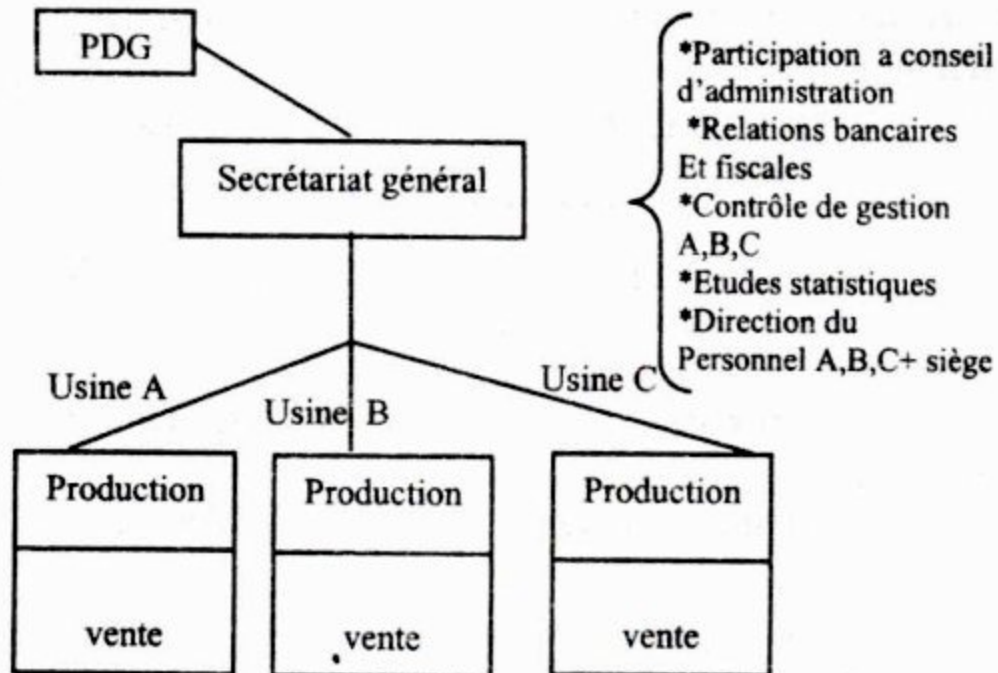 PDG
Secrétariat général
*Participation a conseil
d'administration
*Relations bancaires
Et fiscales
*Contrôle de gestion
A,B,C
*Etudes statistiques
*Direction du
Personnel A,B,C+ siège
Usine A
Usine B
Usine C
Production
vente
Production
vente
Production
vente